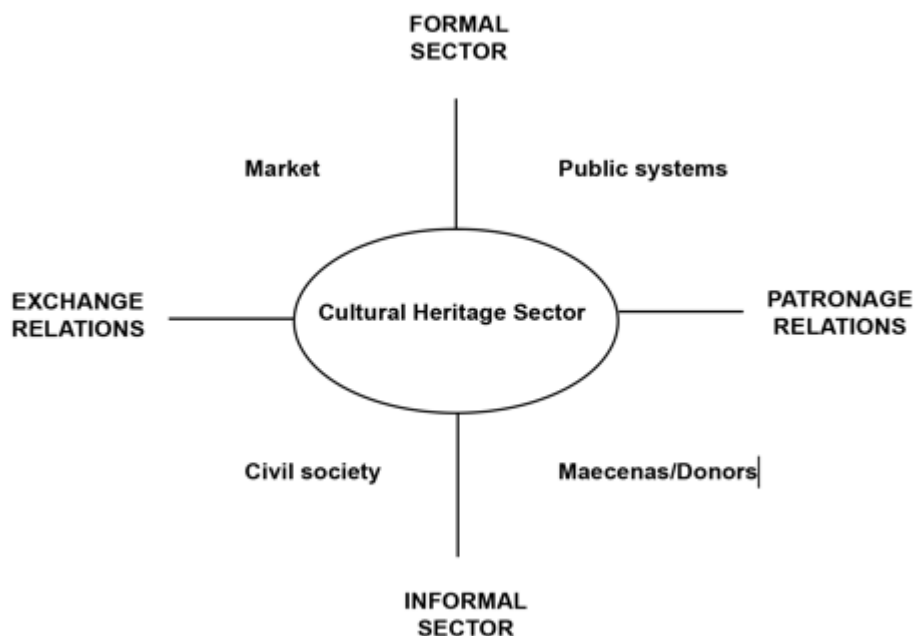 FORMAL
SECTOR
Market
Public systems
EXCHANGE
RELATIONS
Cultural Heritage Sector
PATRONAGE
RELATIONS
Civil society
Maecenas/Donors
INFORMAL
SECTOR